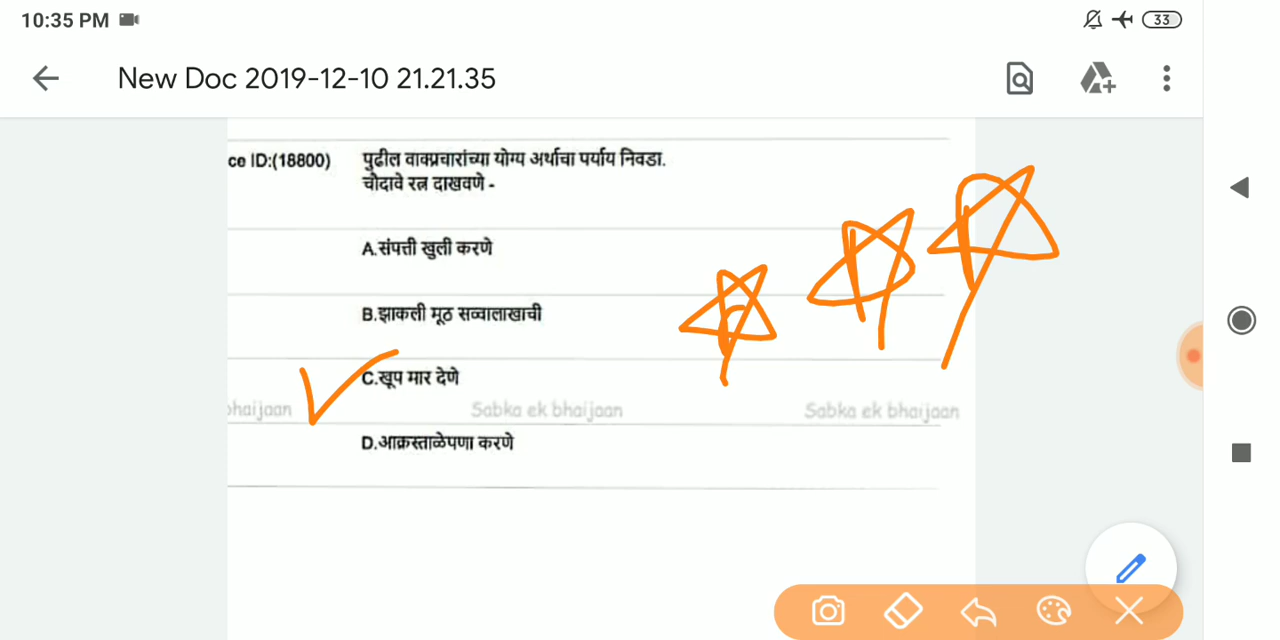 10:35 PM
33
New Doc 2019-12-10 21.21.35
ce ID:(18800) पुढील वाक्प्रचारांच्या योग्य अर्थाचा पर्याय निवडा.
चौदावे रत्न दाखवणे -
A.संपत्ती खुली करणे
B.झाकली मूठ सव्वालाखाची
C.खूप मार देणे
bhaijaan Sabka ek bhaijaan Sabka ek bhaijaan
D.आक्रस्ताळेपणा करणे